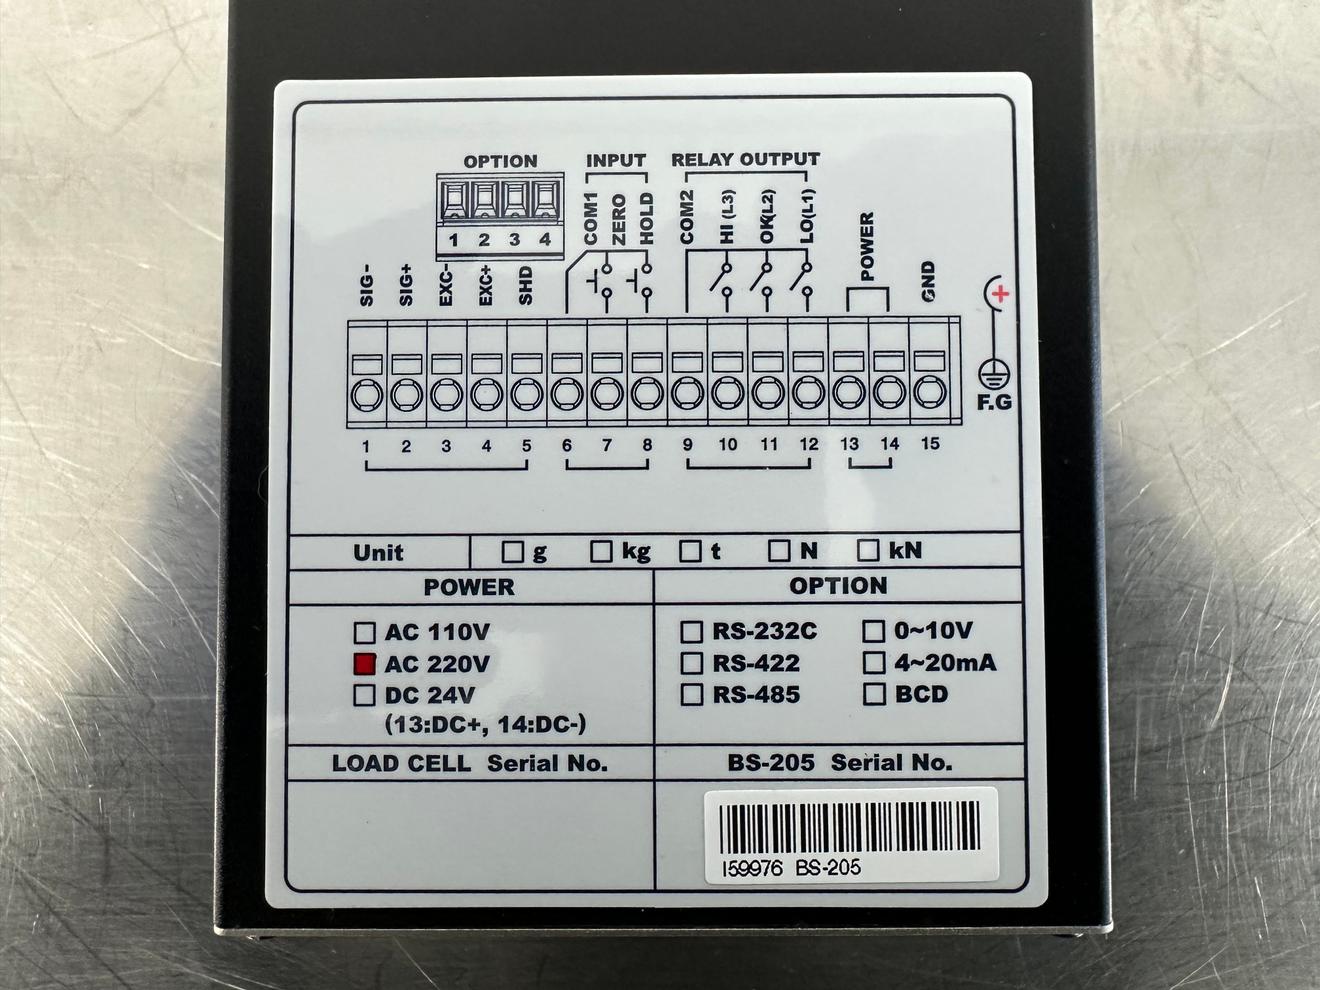 OPTION INPUT RELAY OUTPUT
1 2 3 4
SIG- SIG+ EXC- EXC+ SHD COM1 ZERO HOLD COM2 HI (L3) OK(L2) LO(L1) POWER GND
F.G
1 2 3 4 5 6 7 8 9 10 11 12 13 14 15
Unit g kg t N kN
POWER OPTION
AC 110V RS-232C 0~10V
AC 220V RS-422 4~20mA
DC 24V RS-485 BCD
(13:DC+, 14:DC-)
LOAD CELL Serial No. BS-205 Serial No.
I59976 BS-205